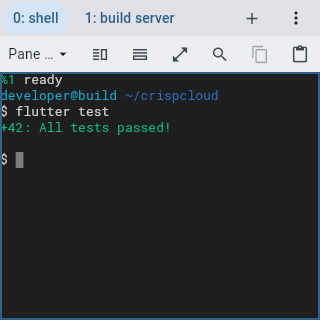 0: shell
1: build server
Pane ...
%1 ready
developer@build ~/crispcloud
$ flutter test
+42: All tests passed!
$